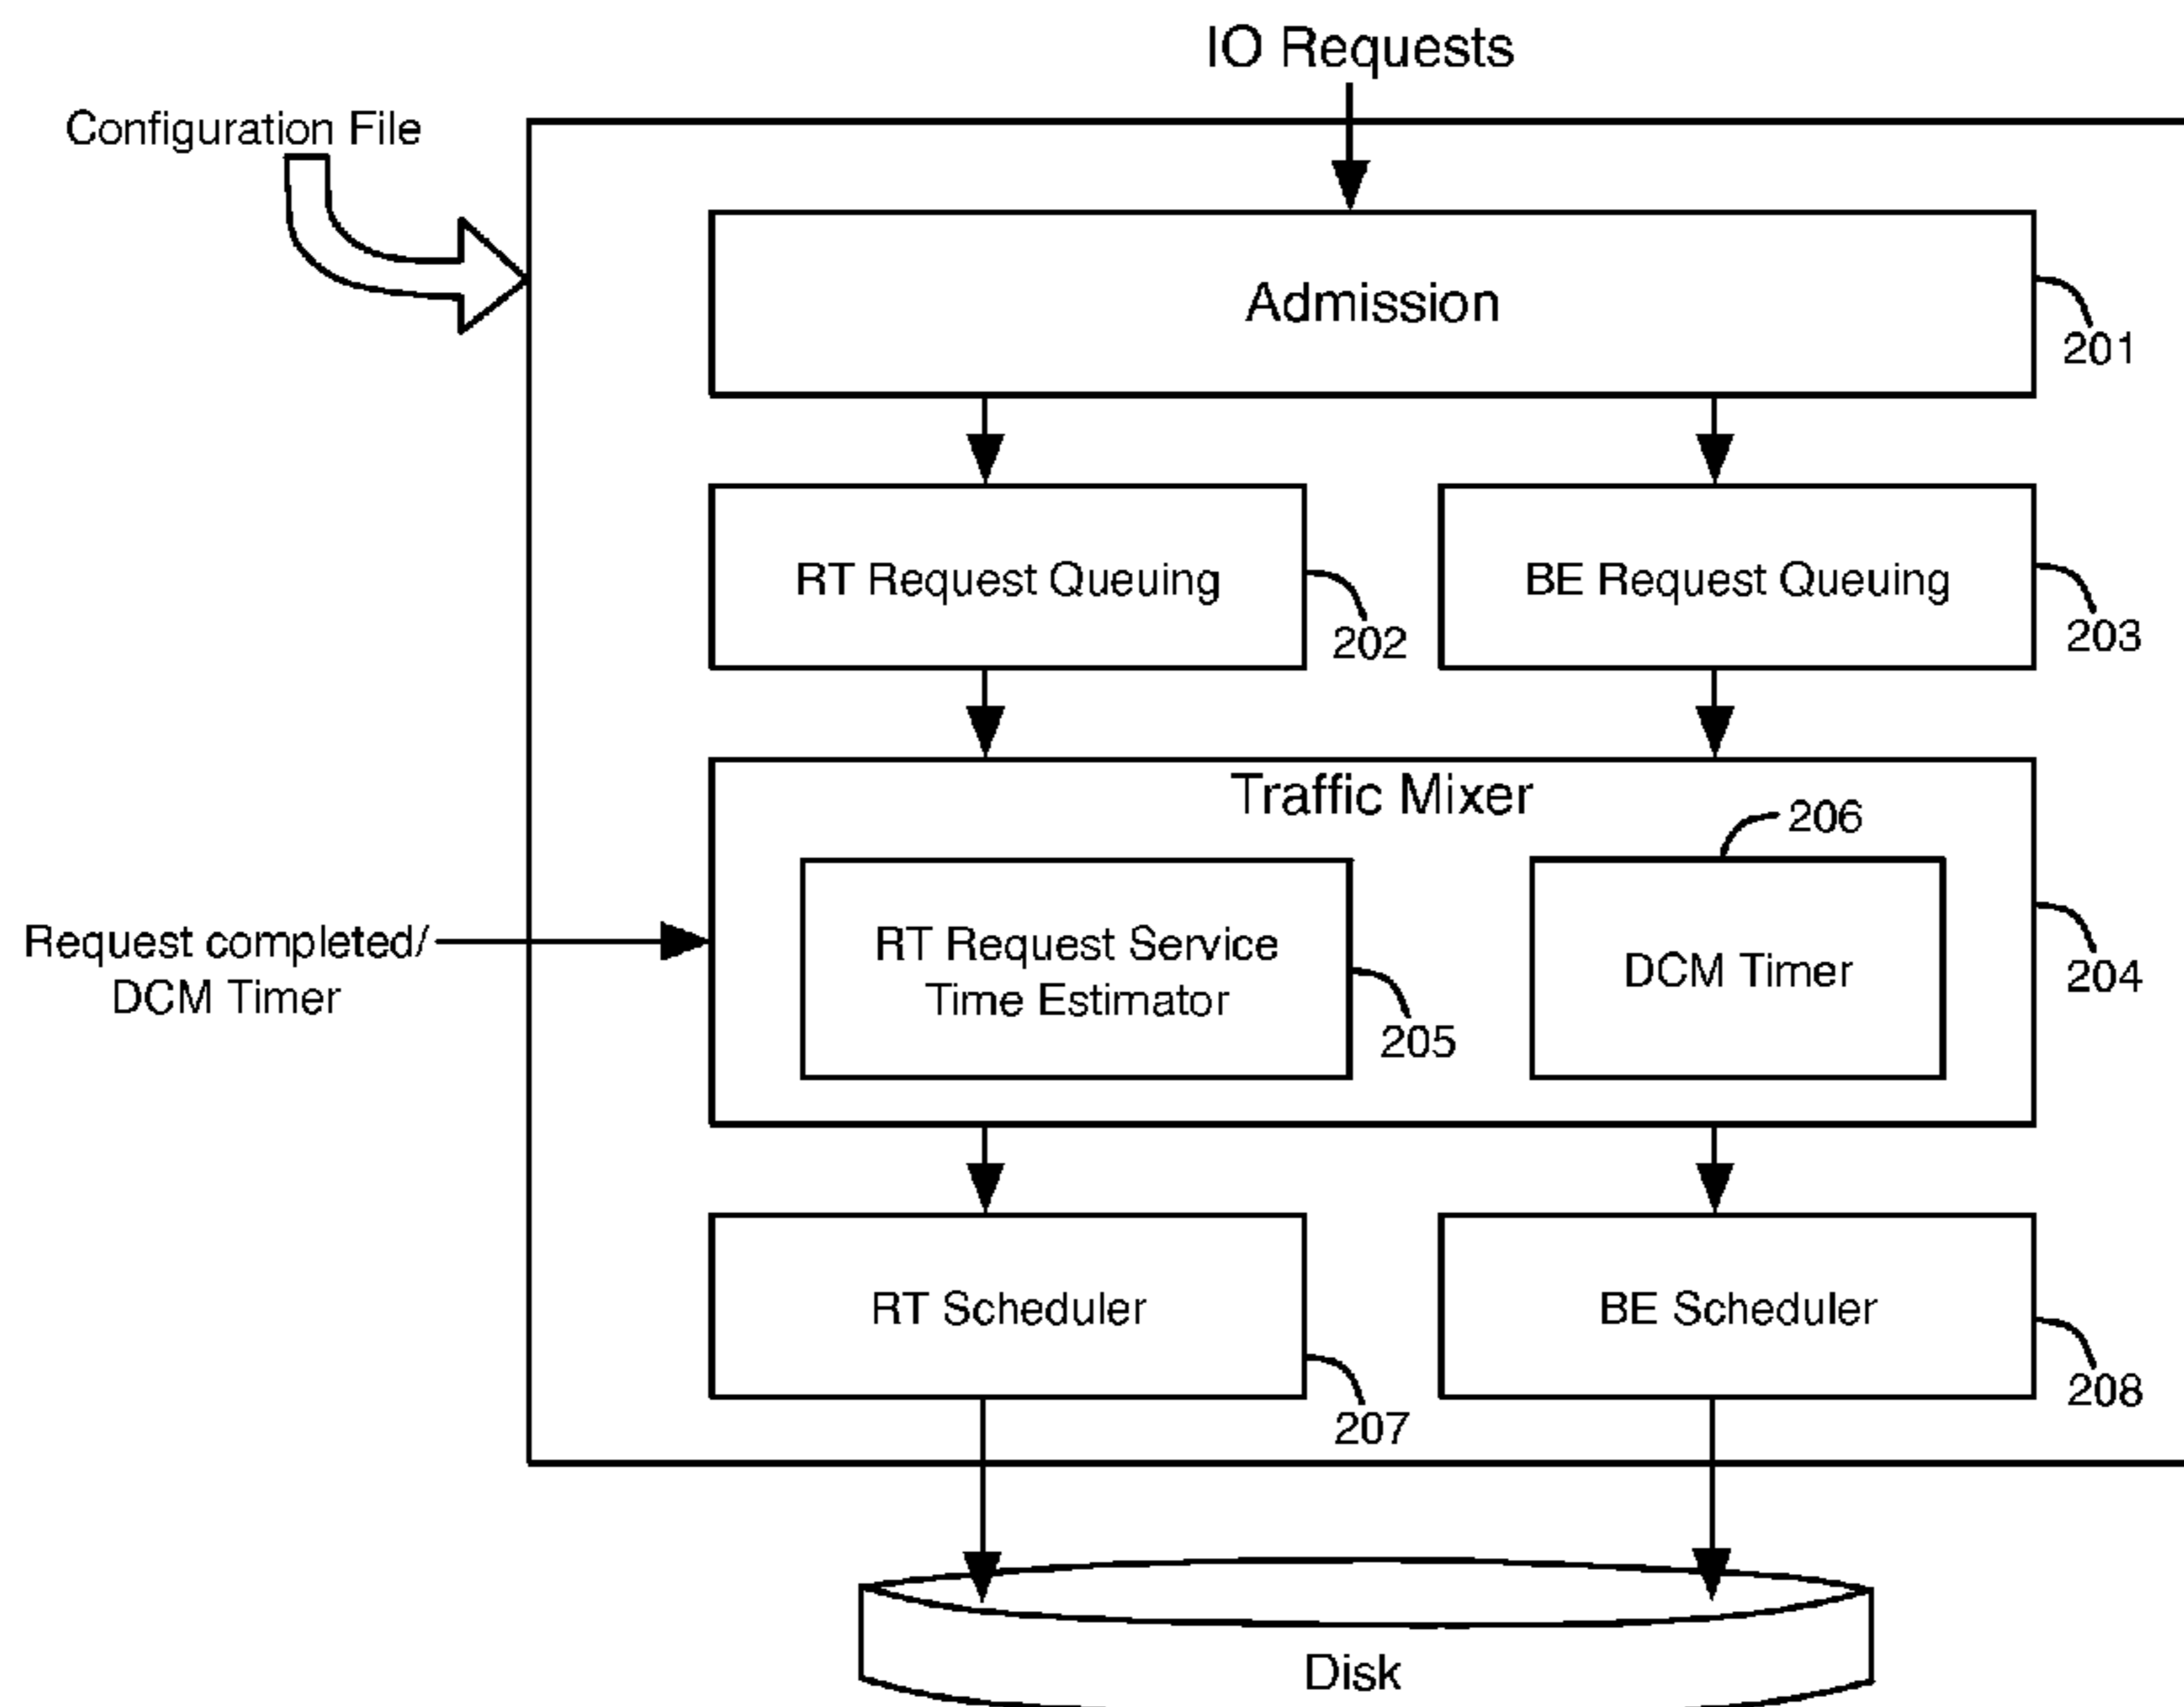 IO Requests
Configuration File
Admission
201
RT Request Queuing
202
BE Request Queuing
203
Traffic Mixer
206
RT Request Service
Time Estimator
205
DCM Timer
204
Request completed/
DCM Timer
RT Scheduler
207
BE Scheduler
208
Disk